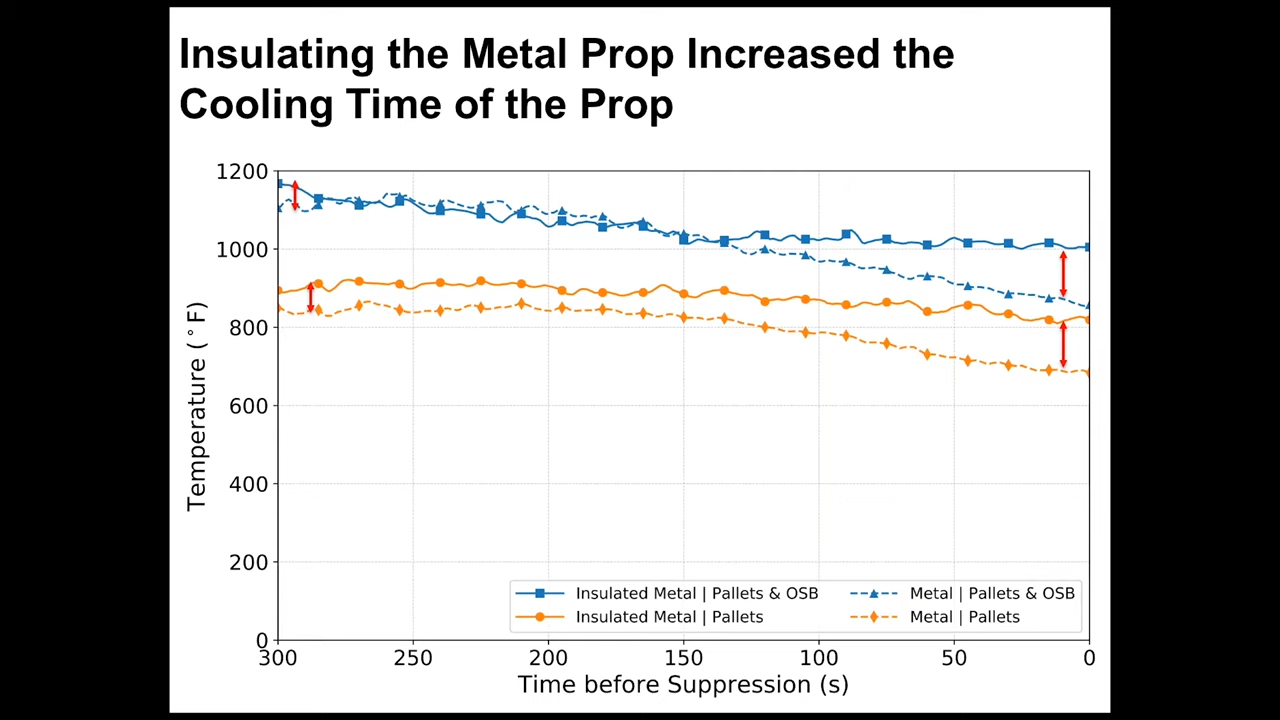 Insulating the Metal Prop Increased the
Cooling Time of the Prop
1200
1000
800
600
400
200
0
Temperature (°F)
300 250 200 150 100 50 0
Time before Suppression (s)
Insulated Metal | Pallets & OSB
Insulated Metal | Pallets
Metal | Pallets & OSB
Metal | Pallets